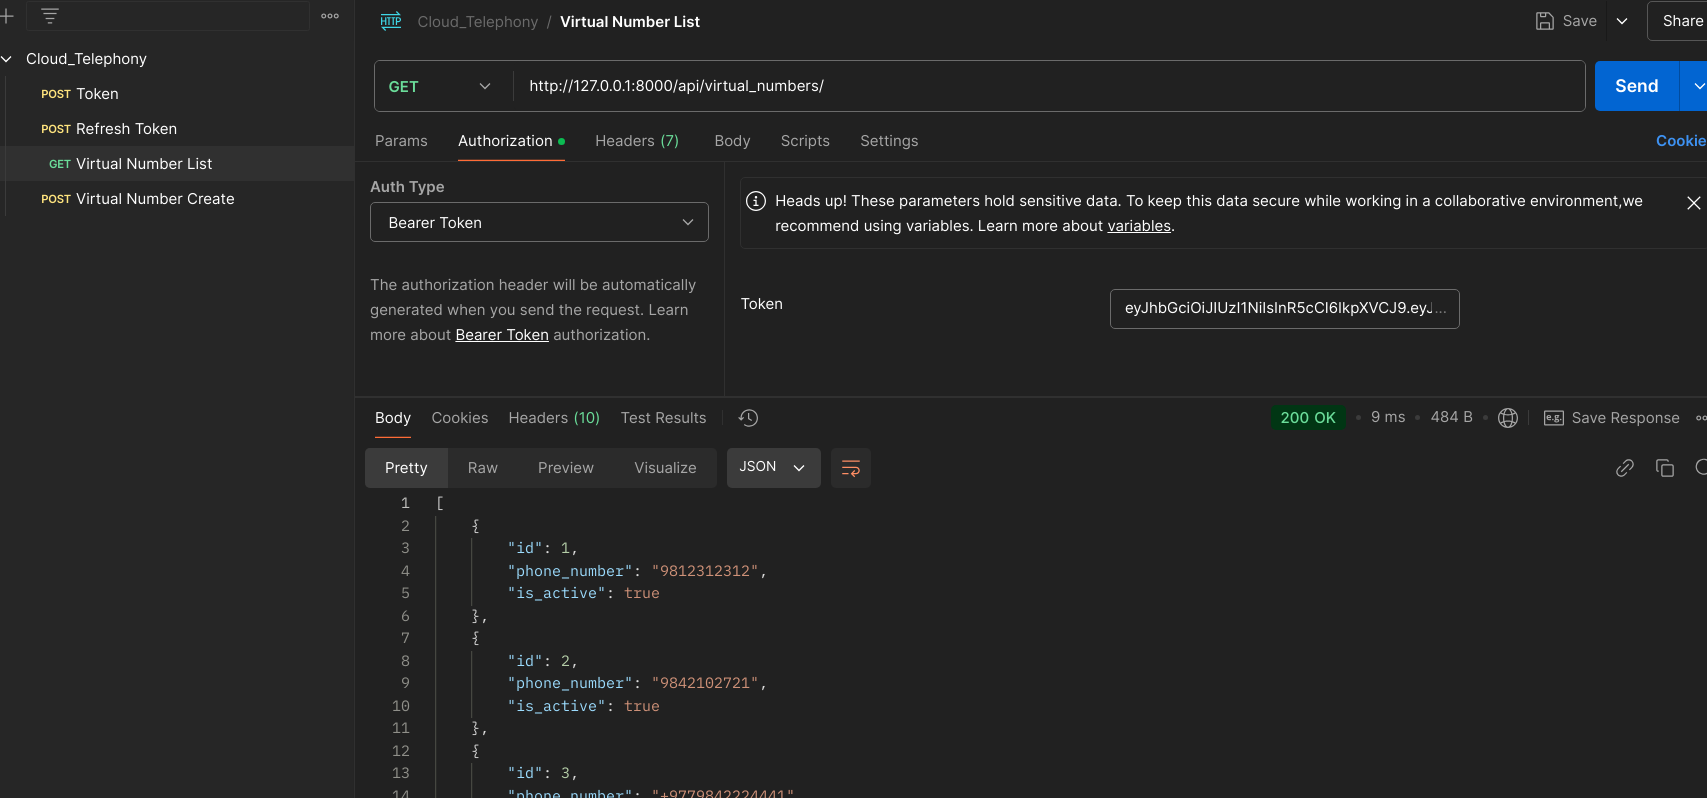 Cloud_Telephony / Virtual Number List
Save
Share
Cloud_Telephony
POST Token
POST Refresh Token
GET Virtual Number List
POST Virtual Number Create
GET http://127.0.0.1:8000/api/virtual_numbers/
Send
Params Authorization Headers (7) Body Scripts Settings
Cookie
Auth Type
Bearer Token
The authorization header will be automatically
generated when you send the request. Learn
more about Bearer Token authorization.
Heads up! These parameters hold sensitive data. To keep this data secure while working in a collaborative environment,we
recommend using variables. Learn more about variables.
Token
Body Cookies Headers (10) Test Results
200 OK • 9 ms • 484 B
e.g. Save Response
Pretty Raw Preview Visualize JSON
1 [
2 {
3 "id": 1,
4 "phone_number": "9812312312",
5 "is_active": true
6 },
7 {
8 "id": 2,
9 "phone_number": "9842102721",
10 "is_active": true
11 },
12 {
13 "id": 3,
14 "phone_number": "+9779842224441"